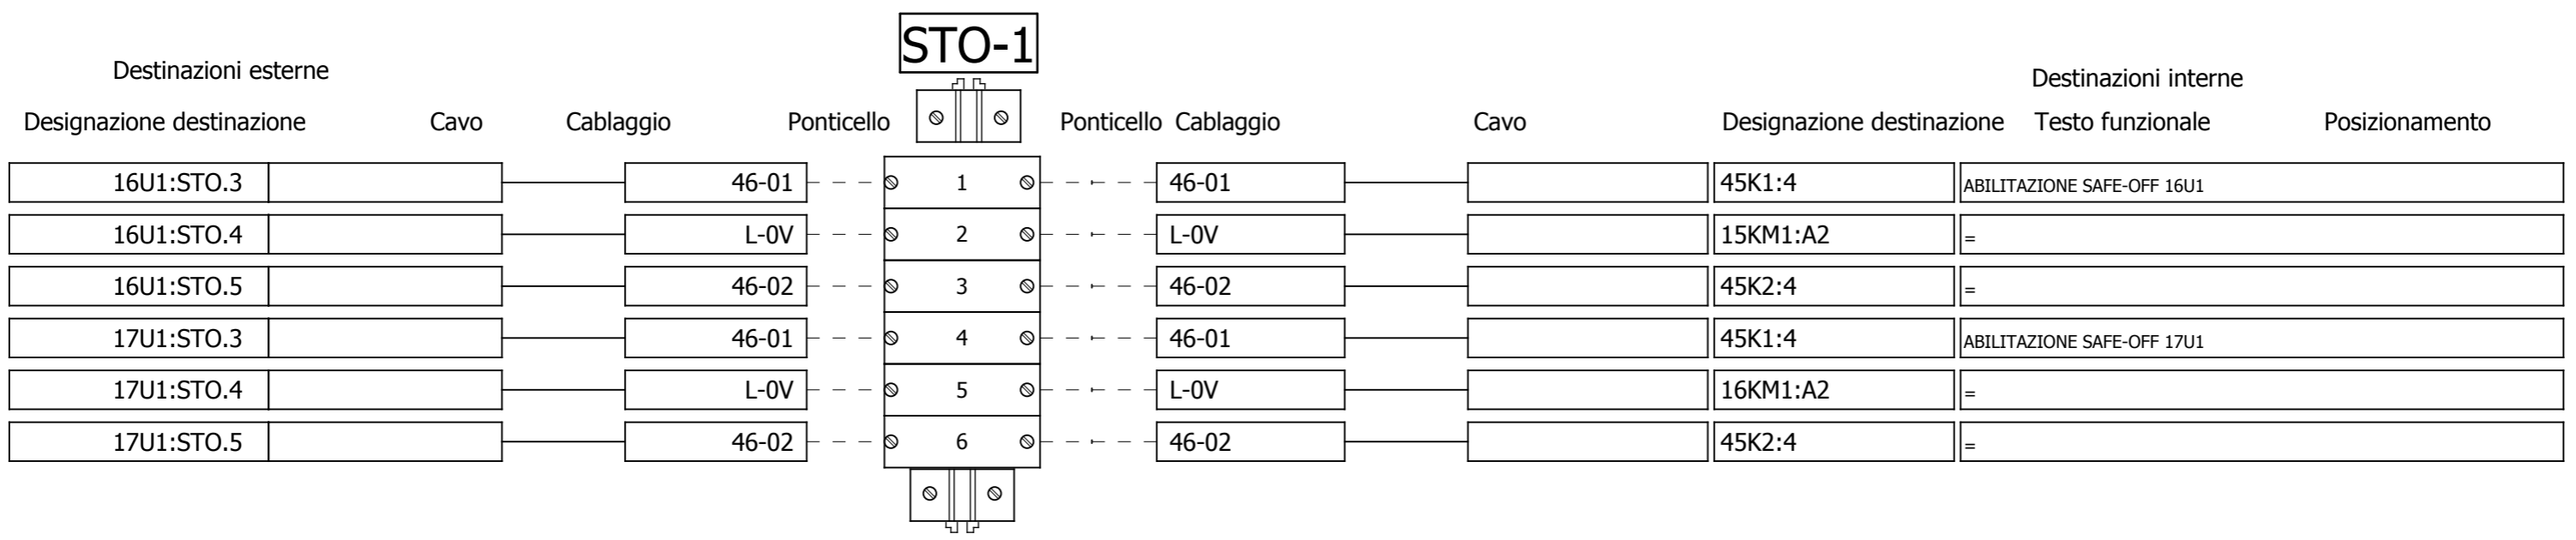 STO-1
Destinazioni esterne
Destinazioni interne
Designazione destinazione Cavo Cablaggio Ponticello Ponticello Cablaggio Cavo Designazione destinazione Testo funzionale Posizionamento
16U1:STO.3 46-01 1 46-01 45K1:4 ABILITAZIONE SAFE-OFF 16U1
16U1:STO.4 L-0V 2 L-0V 15KM1:A2 =
16U1:STO.5 46-02 3 46-02 45K2:4 =
17U1:STO.3 46-01 4 46-01 45K1:4 ABILITAZIONE SAFE-OFF 17U1
17U1:STO.4 L-0V 5 L-0V 16KM1:A2 =
17U1:STO.5 46-02 6 46-02 45K2:4 =